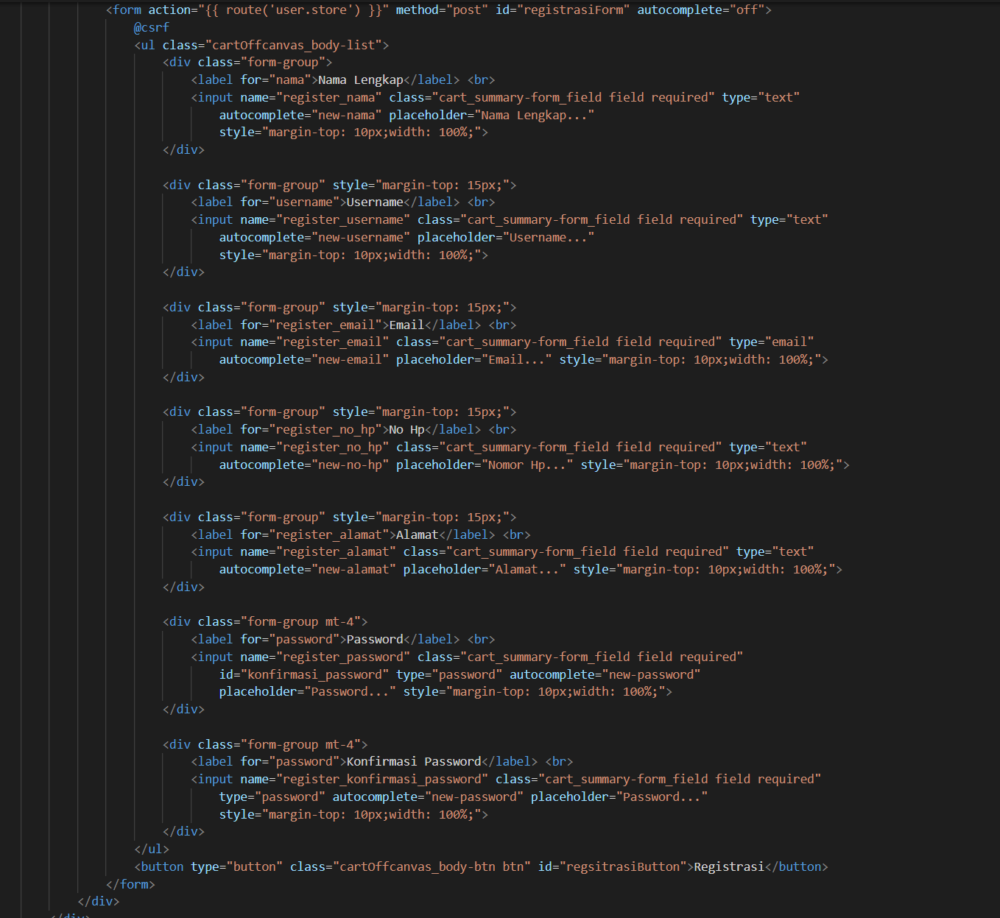 <form action="{{ route('user.store') }}" method="post" id="registrasiForm" autocomplete="off">
@csrf
<ul class="cartOffcanvas_body-list">
<div class="form-group">
<label for="nama">Nama Lengkap</label> <br>
<input name="register_nama" class="cart_summary-form_field field required" type="text"
autocomplete="new-nama" placeholder="Nama Lengkap..."
style="margin-top: 10px;width: 100%;">
</div>
<div class="form-group" style="margin-top: 15px;">
<label for="username">Username</label> <br>
<input name="register_username" class="cart_summary-form_field field required" type="text"
autocomplete="new-username" placeholder="Username..."
style="margin-top: 10px;width: 100%;">
</div>
<div class="form-group" style="margin-top: 15px;">
<label for="register_email">Email</label> <br>
<input name="register_email" class="cart_summary-form_field field required" type="email"
autocomplete="new-email" placeholder="Email..." style="margin-top: 10px;width: 100%;">
</div>
<div class="form-group" style="margin-top: 15px;">
<label for="register_no_hp">No Hp</label> <br>
<input name="register_no_hp" class="cart_summary-form_field field required" type="text"
autocomplete="new-no-hp" placeholder="Nomor Hp..." style="margin-top: 10px;width: 100%;">
</div>
<div class="form-group" style="margin-top: 15px;">
<label for="register_alamat">Alamat</label> <br>
<input name="register_alamat" class="cart_summary-form_field field required" type="text"
autocomplete="new-alamat" placeholder="Alamat..." style="margin-top: 10px;width: 100%;">
</div>
<div class="form-group mt-4">
<label for="password">Password</label> <br>
<input name="register_password" class="cart_summary-form_field field required"
id="konfirmasi_password" type="password" autocomplete="new-password"
placeholder="Password..." style="margin-top: 10px;width: 100%;">
</div>
<div class="form-group mt-4">
<label for="password">Konfirmasi Password</label> <br>
<input name="register_konfirmasi_password" class="cart_summary-form_field field required"
type="password" autocomplete="new-password" placeholder="Password..."
style="margin-top: 10px;width: 100%;">
</div>
</ul>
<button type="button" class="cartOffcanvas_body-btn btn" id="regsitrasiButton">Registrasi</button>
</form>
</div>
</div>